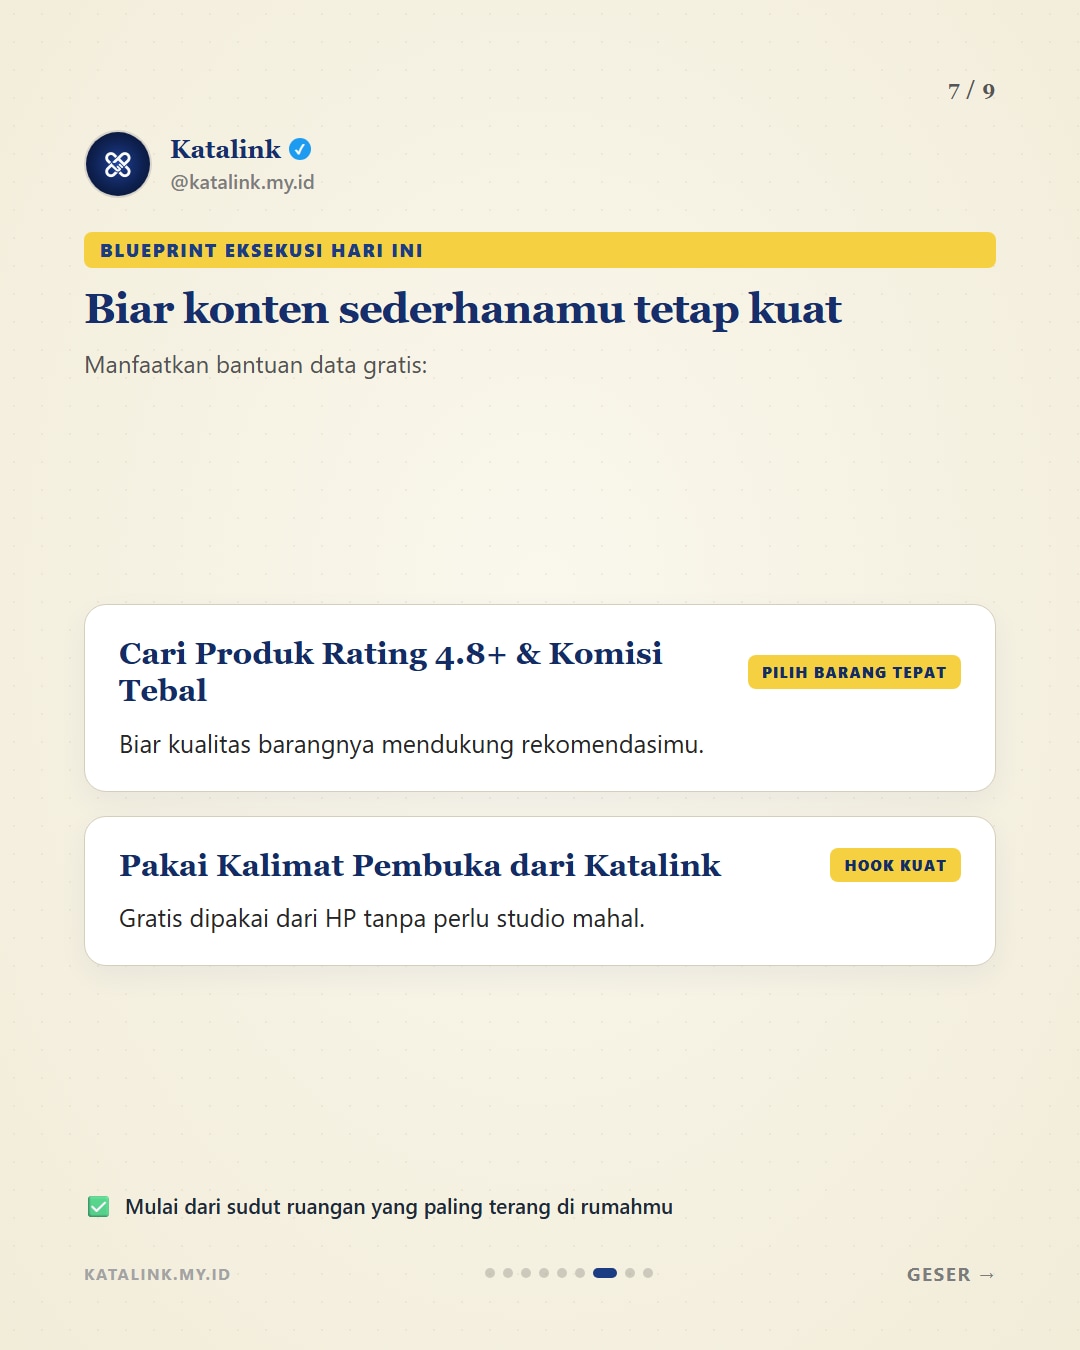 7 / 9
Katalink
@katalink.my.id
BLUEPRINT EKSEKUSI HARI INI
Biar konten sederhanamu tetap kuat
Manfaatkan bantuan data gratis:
Cari Produk Rating 4.8+ & Komisi
Tebal
PILIH BARANG TEPAT
Biar kualitas barangnya mendukung rekomendasimu.
Pakai Kalimat Pembuka dari Katalink
HOOK KUAT
Gratis dipakai dari HP tanpa perlu studio mahal.
✅ Mulai dari sudut ruangan yang paling terang di rumahmu
KATALINK.MY.ID
GESER →